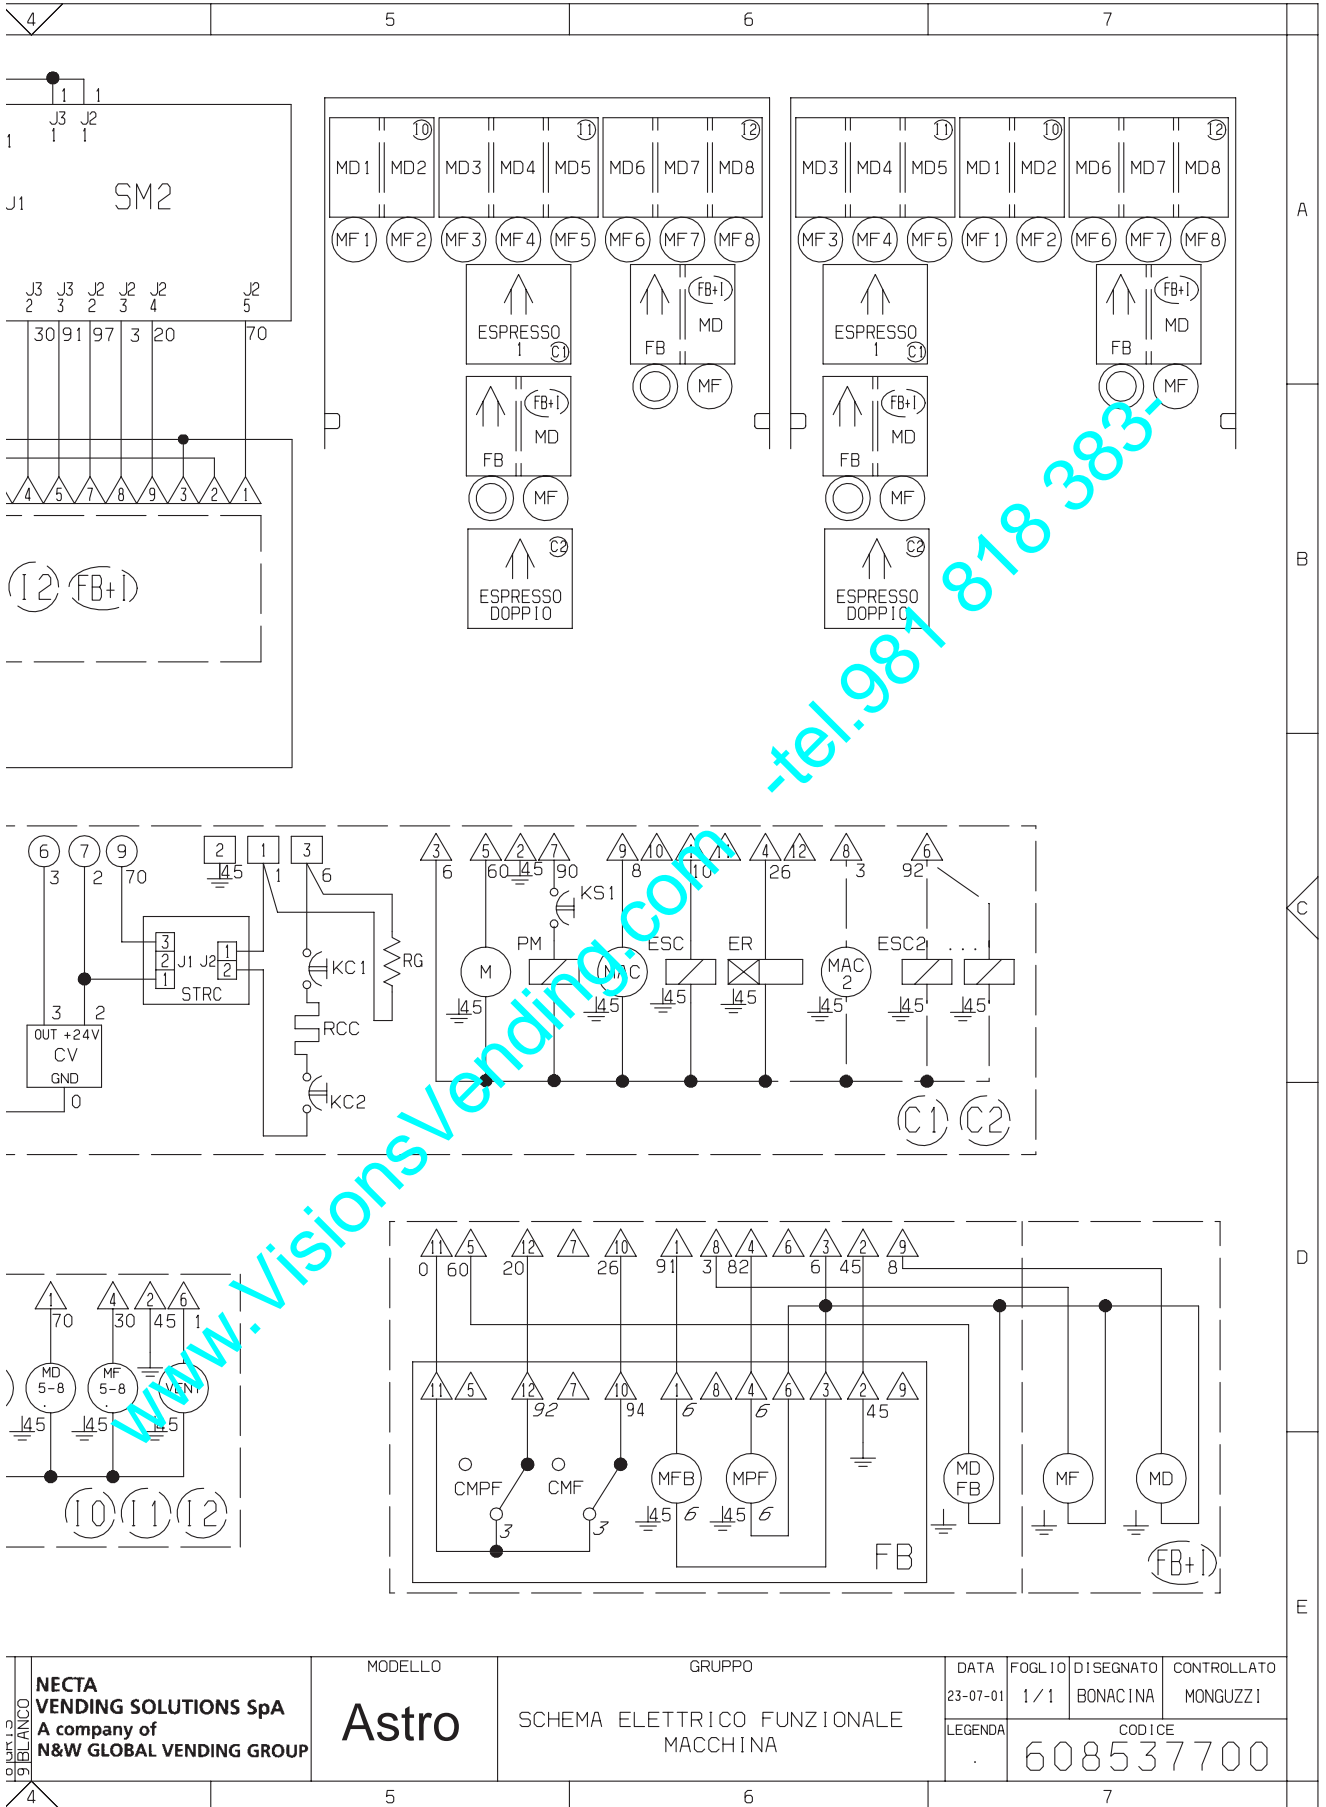 4 5 6 7
1 1
J3 J2
1 1
1
J1 SM2
J3 J3 J2 J2 J2 J2
2 3 2 3 4 5
30 91 97 3 20 70
4 5 7 8 9 3 2 1
I2 FB+I
I0 I1 I2
MD1 MD2 MD3 MD4 MD5 MD6 MD7 MD8
MF1 MF2 MF3 MF4 MF5 MF6 MF7 MF8
ESPRESSO
1 C1
FB+I
MD
FB
MF
FB+I
MD
FB
MF
C2
ESPRESSO
DOPPIO
I1 I0 I2
MD3 MD4 MD5 MD1 MD2 MD6 MD7 MD8
MF3 MF4 MF5 MF1 MF2 MF6 MF7 MF8
ESPRESSO
1 C1
FB+I
MD
FB
MF
FB+I
MD
FB
MF
C2
ESPRESSO
DOPPIO
A
B
C
D
E
6 7 9 2 1 3
3 2 70 45 1 6
3 5 2 7 9 10 1 11 4 12 8 6
6 60 45 90 8 10 26 3 92
KS1
3
2
1
J1 J2
1
2
STRC
KC1
RG
RCC
KC2
3 2
OUT +24V
CV
GND
0
PM ESC ER ESC2 ....
M MAC MAC
2
45 45 45 45 45 45
C1 C2
1 4 2 6
70 30 45 1
MD
5-8
MF
5-8
VENT
45 45 45
I0 I1 I2
11 5 12 7 10 1 8 4 6 3 2 9
0 60 20 26 91 3 82 6 45 8
11 5 12 7 10 1 8 4 6 3 2 9
92 94 6 6 45
CMPF CMF MFB MPF
3 3 45 6 45 6
MD
FB
MF MD
FB
FB+I
9 BLANCO
NECTA
VENDING SOLUTIONS SpA
A company of
N&W GLOBAL VENDING GROUP
MODELLO
Astro
GRUPPO
SCHEMA ELETTRICO FUNZIONALE
MACCHINA
DATA
23-07-01
FOGLIO
1/1
DISEGNATO
BONACINA
CONTROLLATO
MONGUZZI
LEGENDA
.
CODICE
608537700
4 5 6 7
www.VisionsVending.com -tel.981 818 383-